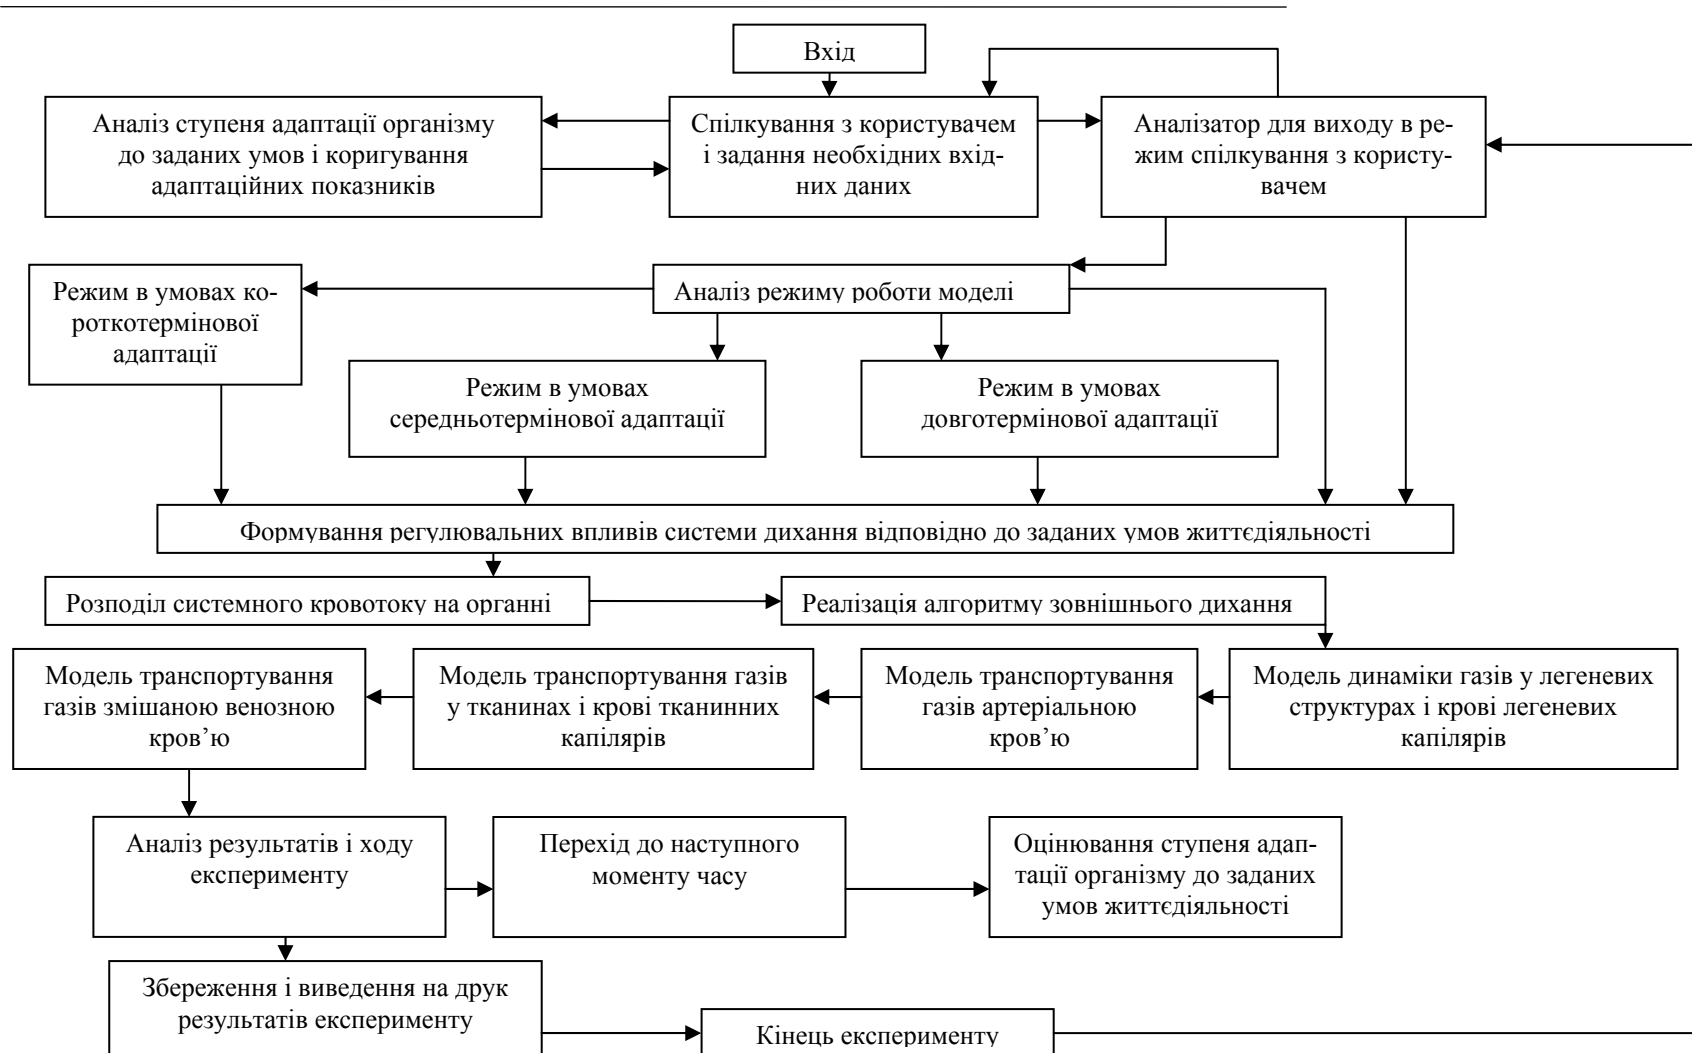 Вхід
Аналіз ступеня адаптації організму
до заданих умов і коригування
адаптаційних показників
Спілкування з користувачем
і задання необхідних вхід-
них даних
Аналізатор для виходу в ре-
жим спілкування з користу-
вачем
Режим в умовах ко-
роткотермінової
адаптації
Аналіз режиму роботи моделі
Режим в умовах
середньотермінової адаптації
Режим в умовах
довготермінової адаптації
Формування регулювальних впливів системи дихання відповідно до заданих умов життєдіяльності
Розподіл системного кровотоку на органні
Реалізація алгоритму зовнішнього дихання
Модель транспортування
газів змішаною венозною
кров’ю
Модель транспортування газів
у тканинах і крові тканинних
капілярів
Модель транспортування
газів артеріальною
кров’ю
Модель динаміки газів у легеневих
структурах і крові легеневих
капілярів
Аналіз результатів і ходу
експерименту
Перехід до наступного
моменту часу
Оцінювання ступеня адап-
тації організму до заданих
умов життєдіяльності
Збереження і виведення на друк
результатів експерименту
Кінець експерименту